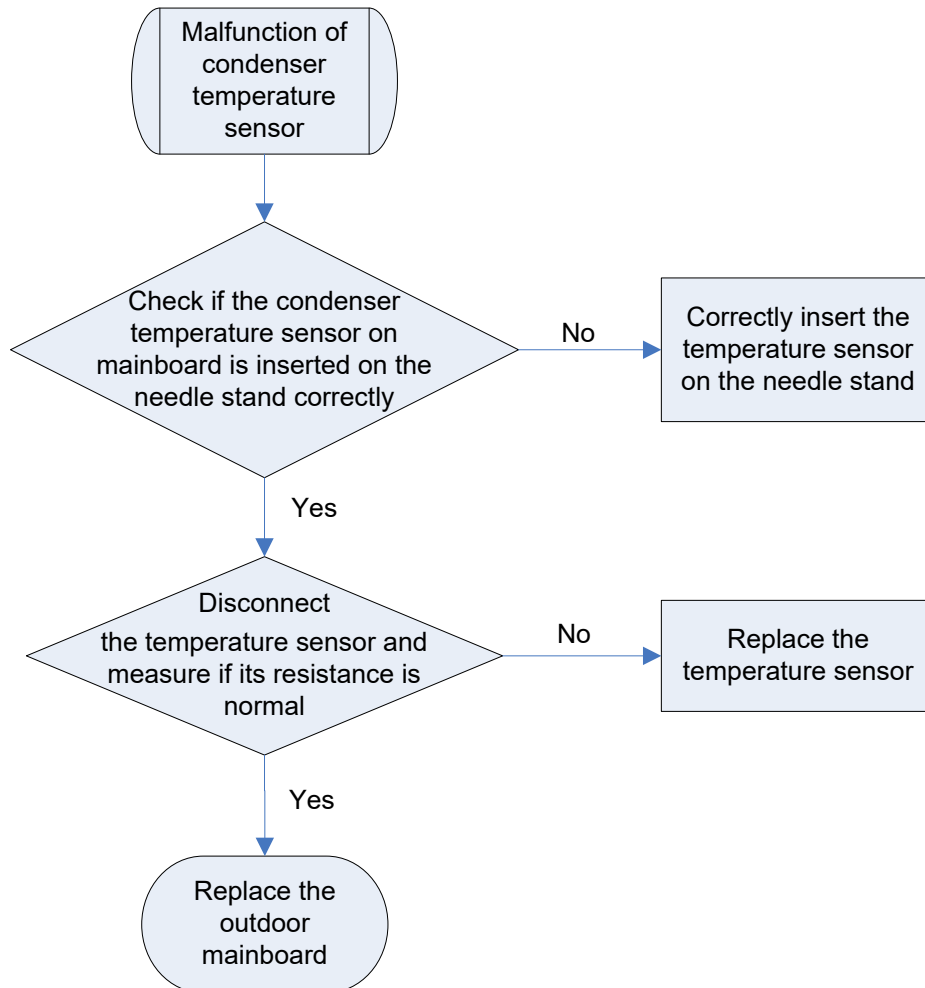 Malfunction of
condenser
temperature
sensor
Check if the condenser
temperature sensor on
mainboard is inserted on the
needle stand correctly
No
Correctly insert the
temperature sensor
on the needle stand
Yes
Disconnect
the temperature sensor and
measure if its resistance is
normal
No
Replace the
temperature sensor
Yes
Replace the
outdoor
mainboard